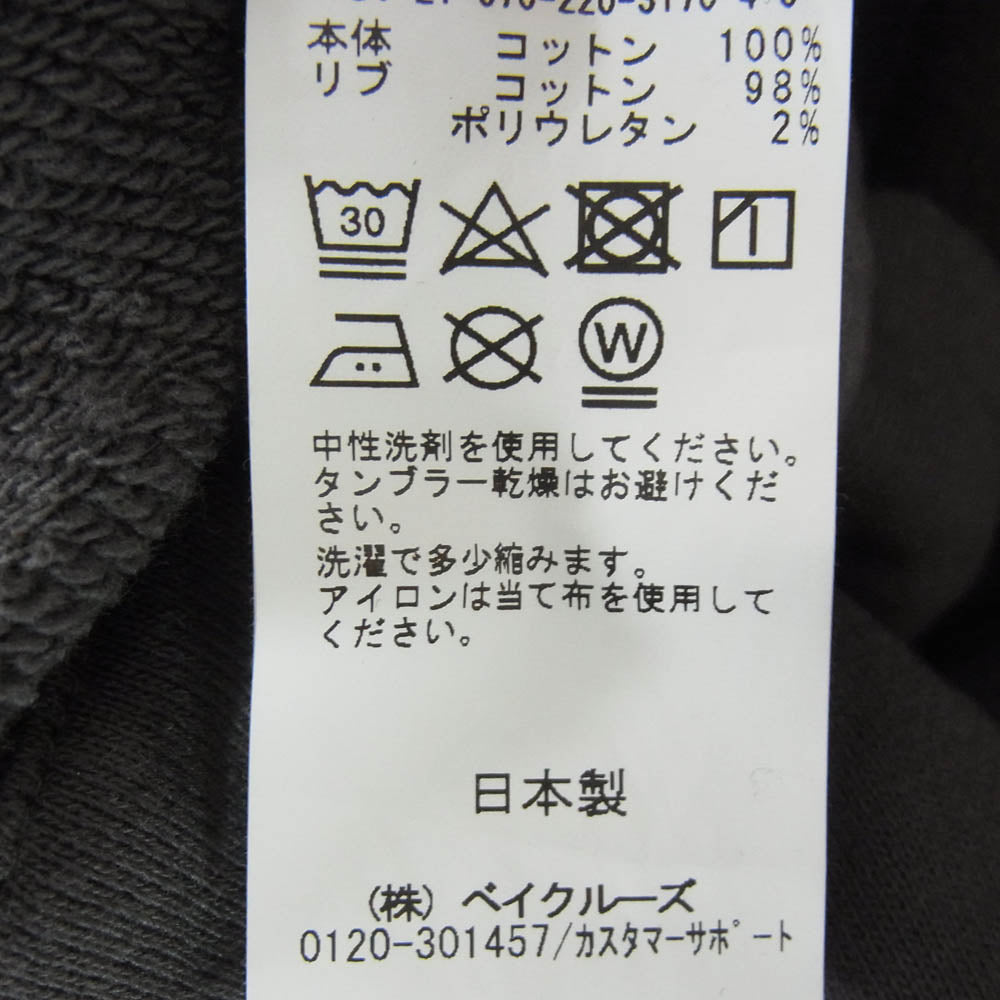 本体 コットン 100%
リブ コットン 98%
ポリウレタン 2%
30
W
中性洗剤を使用してください。
タンブラー乾燥はお避けくだ
さい。
洗濯で多少縮みます。
アイロンは当て布を使用して
ください。
日本製
(株) ベイクルーズ
0120-301457/カスタマーサポート